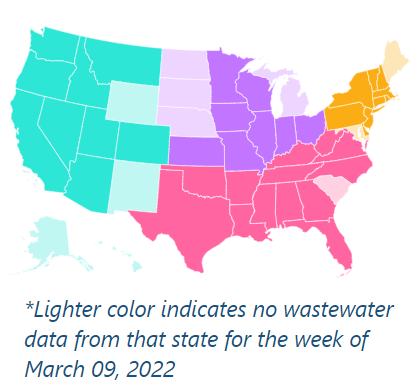 *Lighter color indicates no wastewater
data from that state for the week of
March 09, 2022